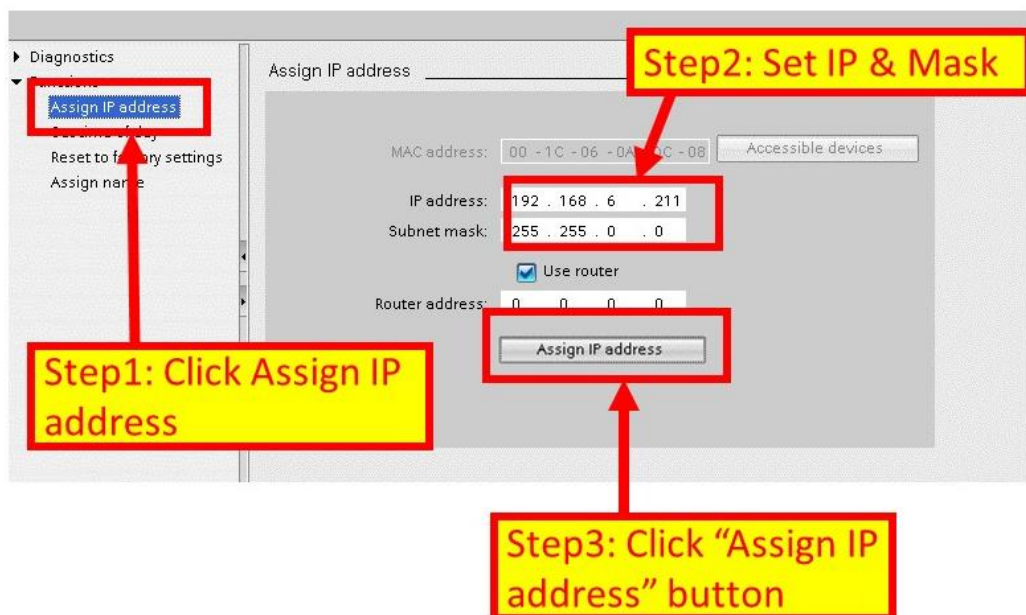 Diagnostics
Assign IP address
Reset to factory settings
Assign name
Assign IP address
Step2: Set IP & Mask
MAC address: 00 - 1C - 06 - 0A - - 08 Accessible devices
IP address: 192 . 168 . 6 . 211
Subnet mask: 255 . 255 . 0 . 0
Use router
Router address: 0 0 0 0
Assign IP address
Step1: Click Assign IP
address
Step3: Click “Assign IP
address” button